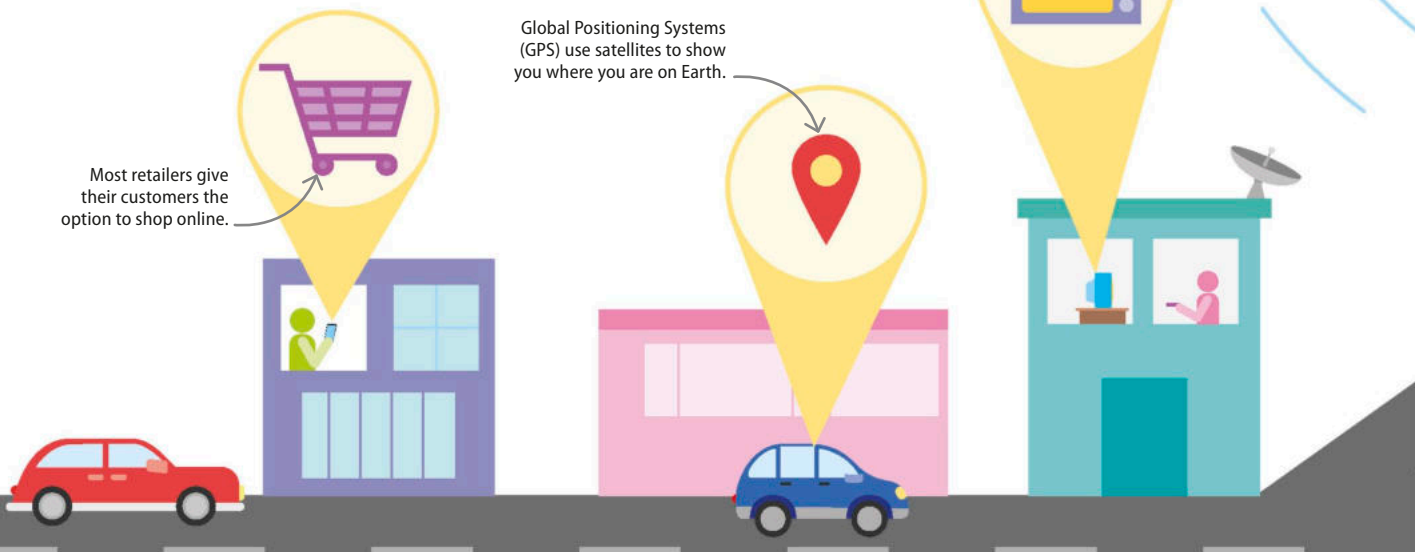 Most retailers give
their customers the
option to shop online.
Global Positioning Systems
(GPS) use satellites to show
you where you are on Earth.